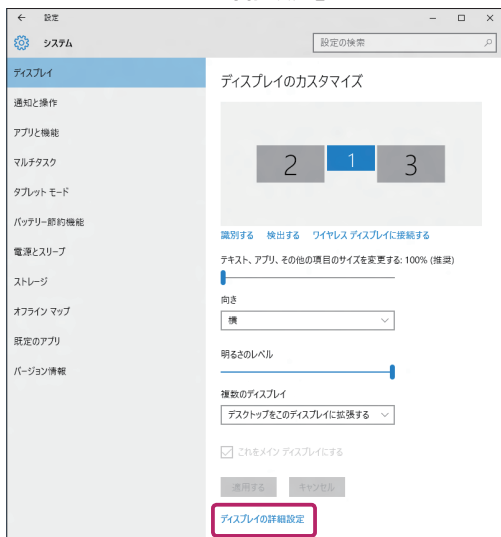 ← 設定
システム
設定の検索
ディスプレイ
通知と操作
アプリと機能
マルチタスク
タブレット モード
バッテリー節約機能
電源とスリープ
ストレージ
オフライン マップ
既定のアプリ
バージョン情報
ディスプレイのカスタマイズ
2 1 3
識別する 検出する ワイヤレス ディスプレイに接続する
テキスト、アプリ、その他の項目のサイズを変更する: 100% (推奨)
向き
横
明るさのレベル
複数のディスプレイ
デスクトップをこのディスプレイに拡張する
これをメイン ディスプレイにする
適用する キャンセル
ディスプレイの詳細設定